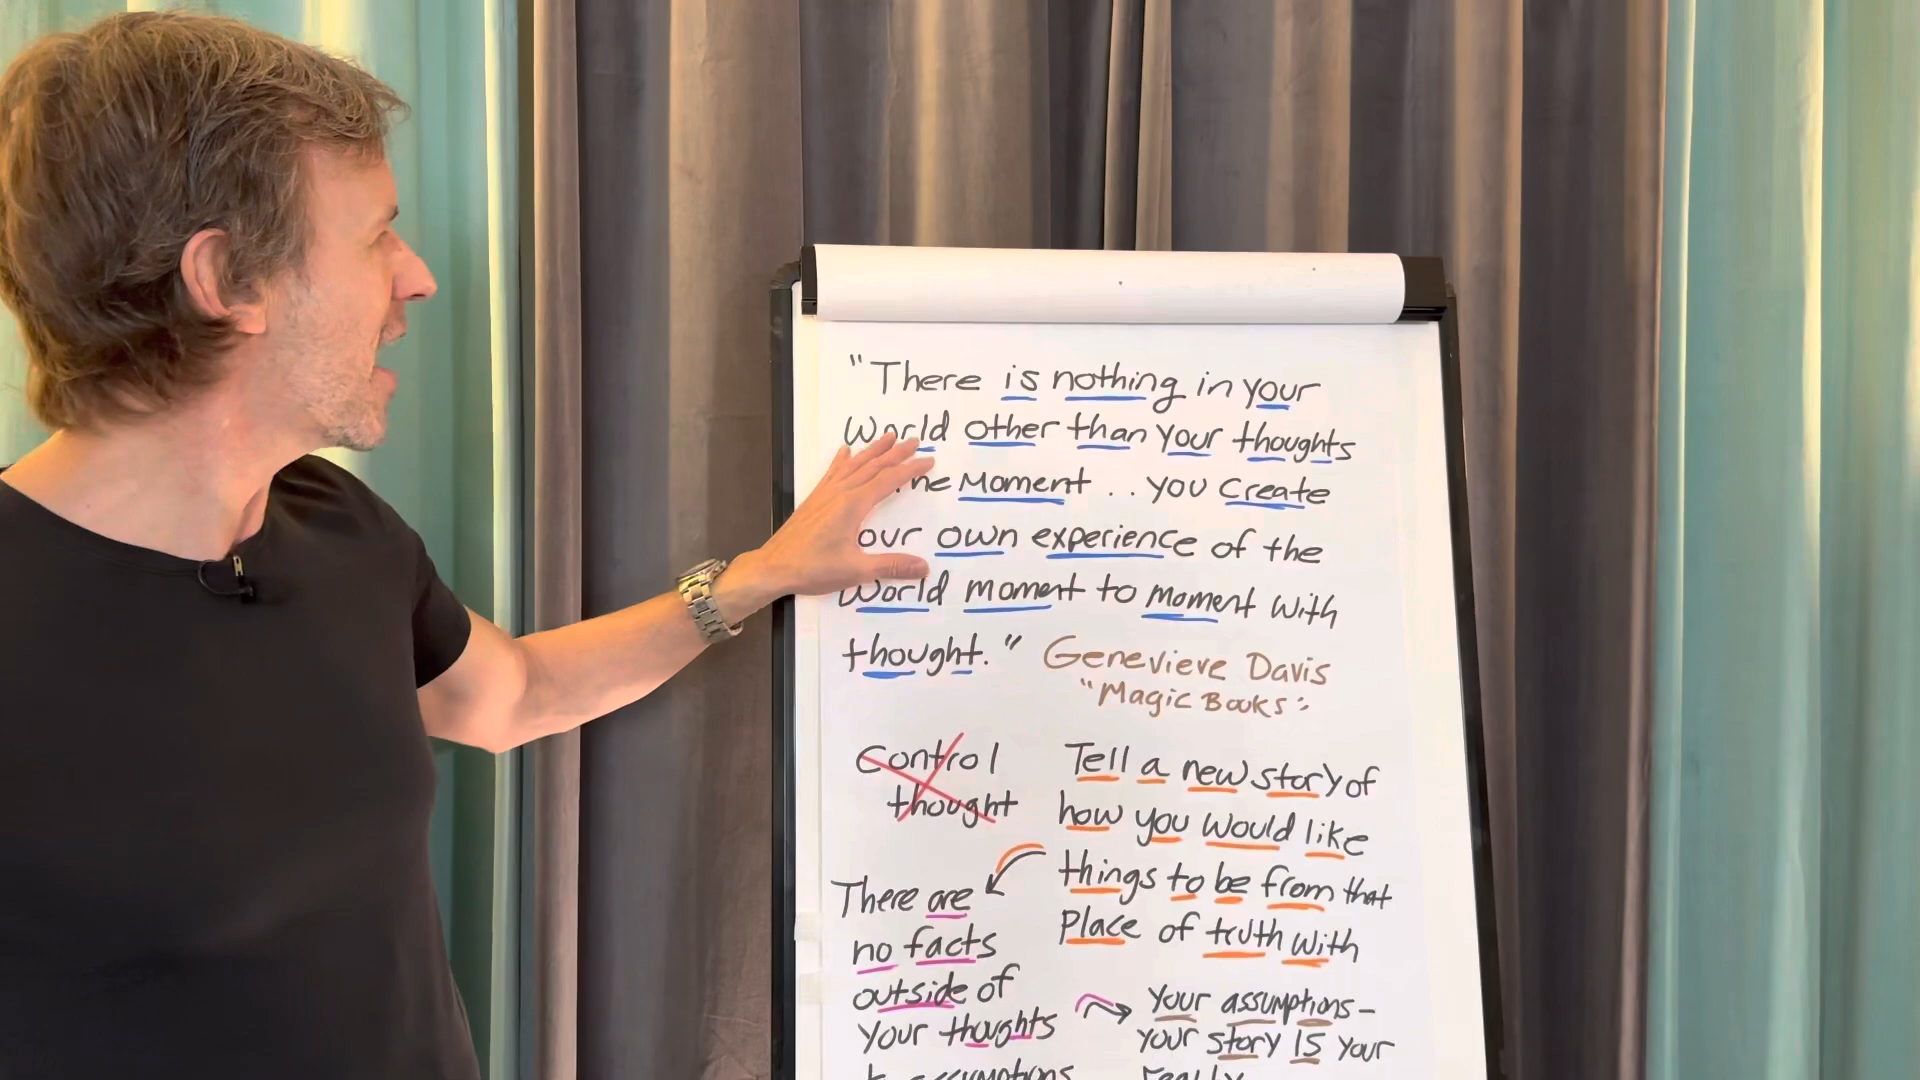 "There is nothing in your
World other than your thoughts
Moment .. you Create
own experience of the
World moment to moment with
thought."
Genevieve Davis
"Magic Books:
Control
thought
Tell a new story of
how you would like
things to be from that
Place of truth with
There are
no facts
outside of
your thoughts
assumptions
Your assumptions -
your story IS your